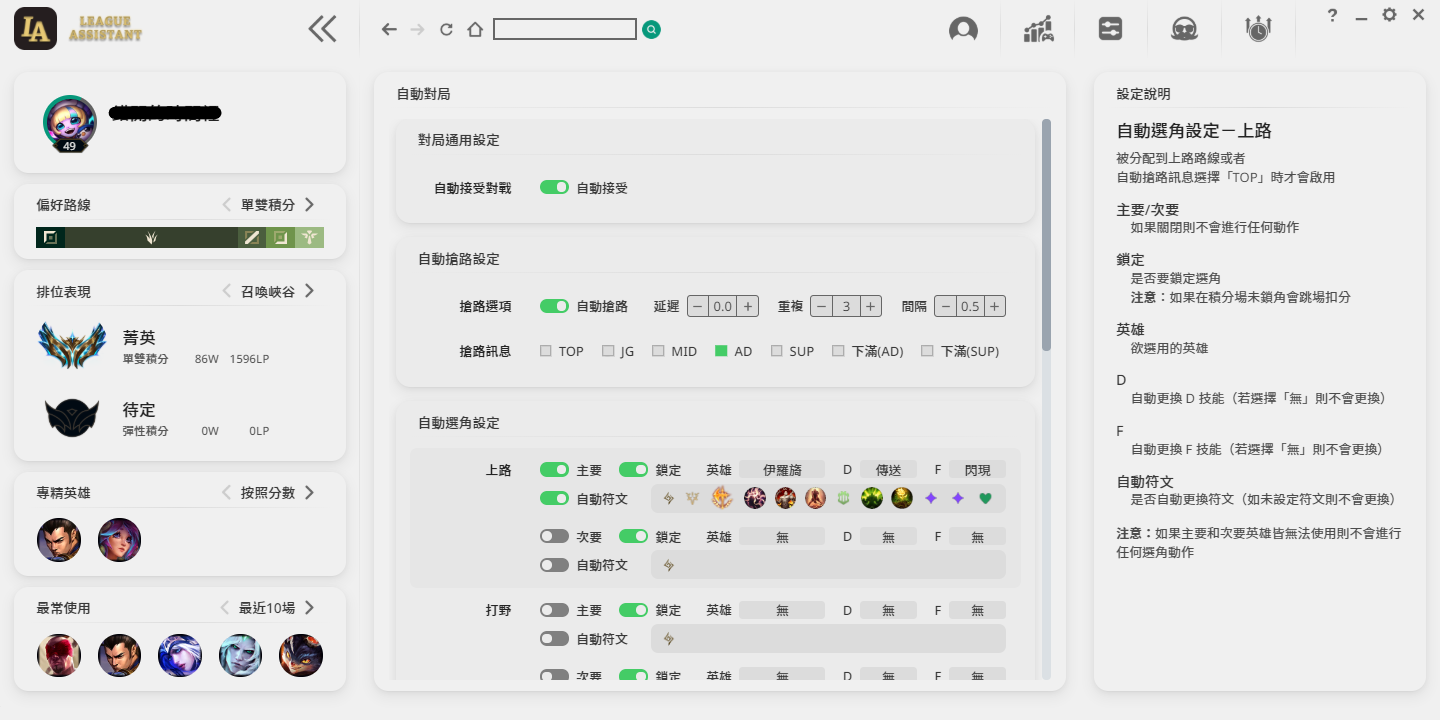 LA
LEAGUE
ASSISTANT
?
49
偏好路線
單雙積分
排位表現
召喚峽谷
菁英
單雙積分 86W 1596LP
待定
彈性積分 0W 0LP
專精英雄
按照分數
最常使用
最近10場
自動對局
對局通用設定
自動接受對戰 自動接受
自動搶路設定
搶路選項 自動搶路 延遲 − 0.0 + 重複 − 3 + 間隔 − 0.5 +
搶路訊息 TOP JG MID AD SUP 下滿(AD) 下滿(SUP)
自動選角設定
上路 主要 鎖定 英雄 伊羅旖 D 傳送 F 閃現
自動符文
次要 鎖定 英雄 無 D 無 F 無
自動符文
打野 主要 鎖定 英雄 無 D 無 F 無
自動符文
次要 鎖定 英雄 無 D 無 F 無
設定說明
自動選角設定－上路
被分配到上路路線或者
自動搶路訊息選擇「TOP」時才會啟用
主要/次要
如果關閉則不會進行任何動作
鎖定
是否要鎖定選角
注意：如果在積分場未鎖角會跳場扣分
英雄
欲選用的英雄
D
自動更換 D 技能（若選擇「無」則不會更換）
F
自動更換 F 技能（若選擇「無」則不會更換）
自動符文
是否自動更換符文（如未設定符文則不會更換）
注意：如果主要和次要英雄皆無法使用則不會進行
任何選角動作